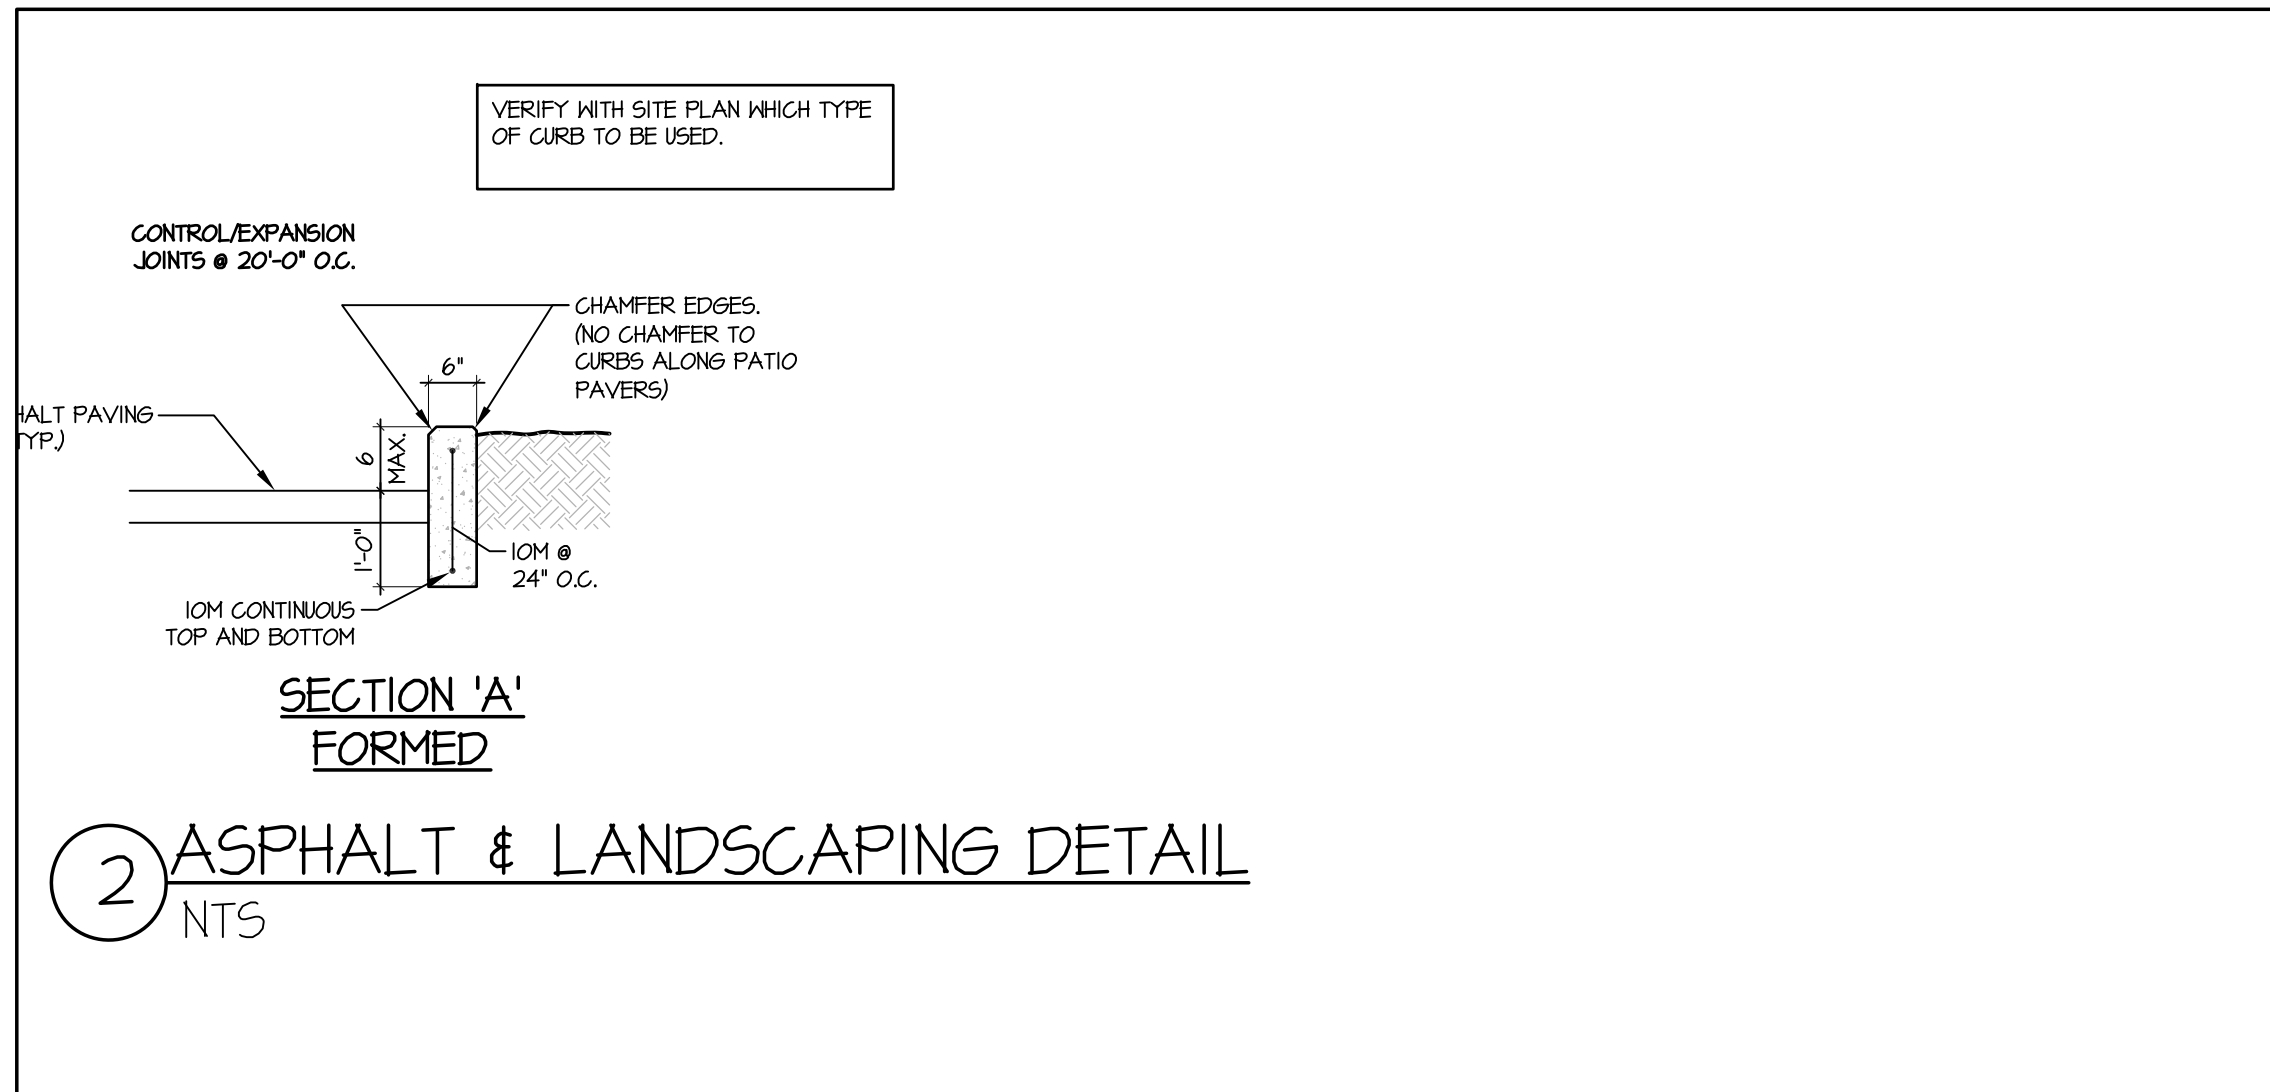 VERIFY WITH SITE PLAN WHICH TYPE
OF CURB TO BE USED.
CONTROL/EXPANSION
JOINTS @ 20'-0" O.C.
CHAMFER EDGES.
(NO CHAMFER TO
CURBS ALONG PATIO
PAVERS)
6"
HALT PAVING
TYP.)
6
MAX.
1'-0"
10M @
24" O.C.
10M CONTINUOUS
TOP AND BOTTOM
SECTION 'A'
FORMED
2
ASPHALT & LANDSCAPING DETAIL
NTS